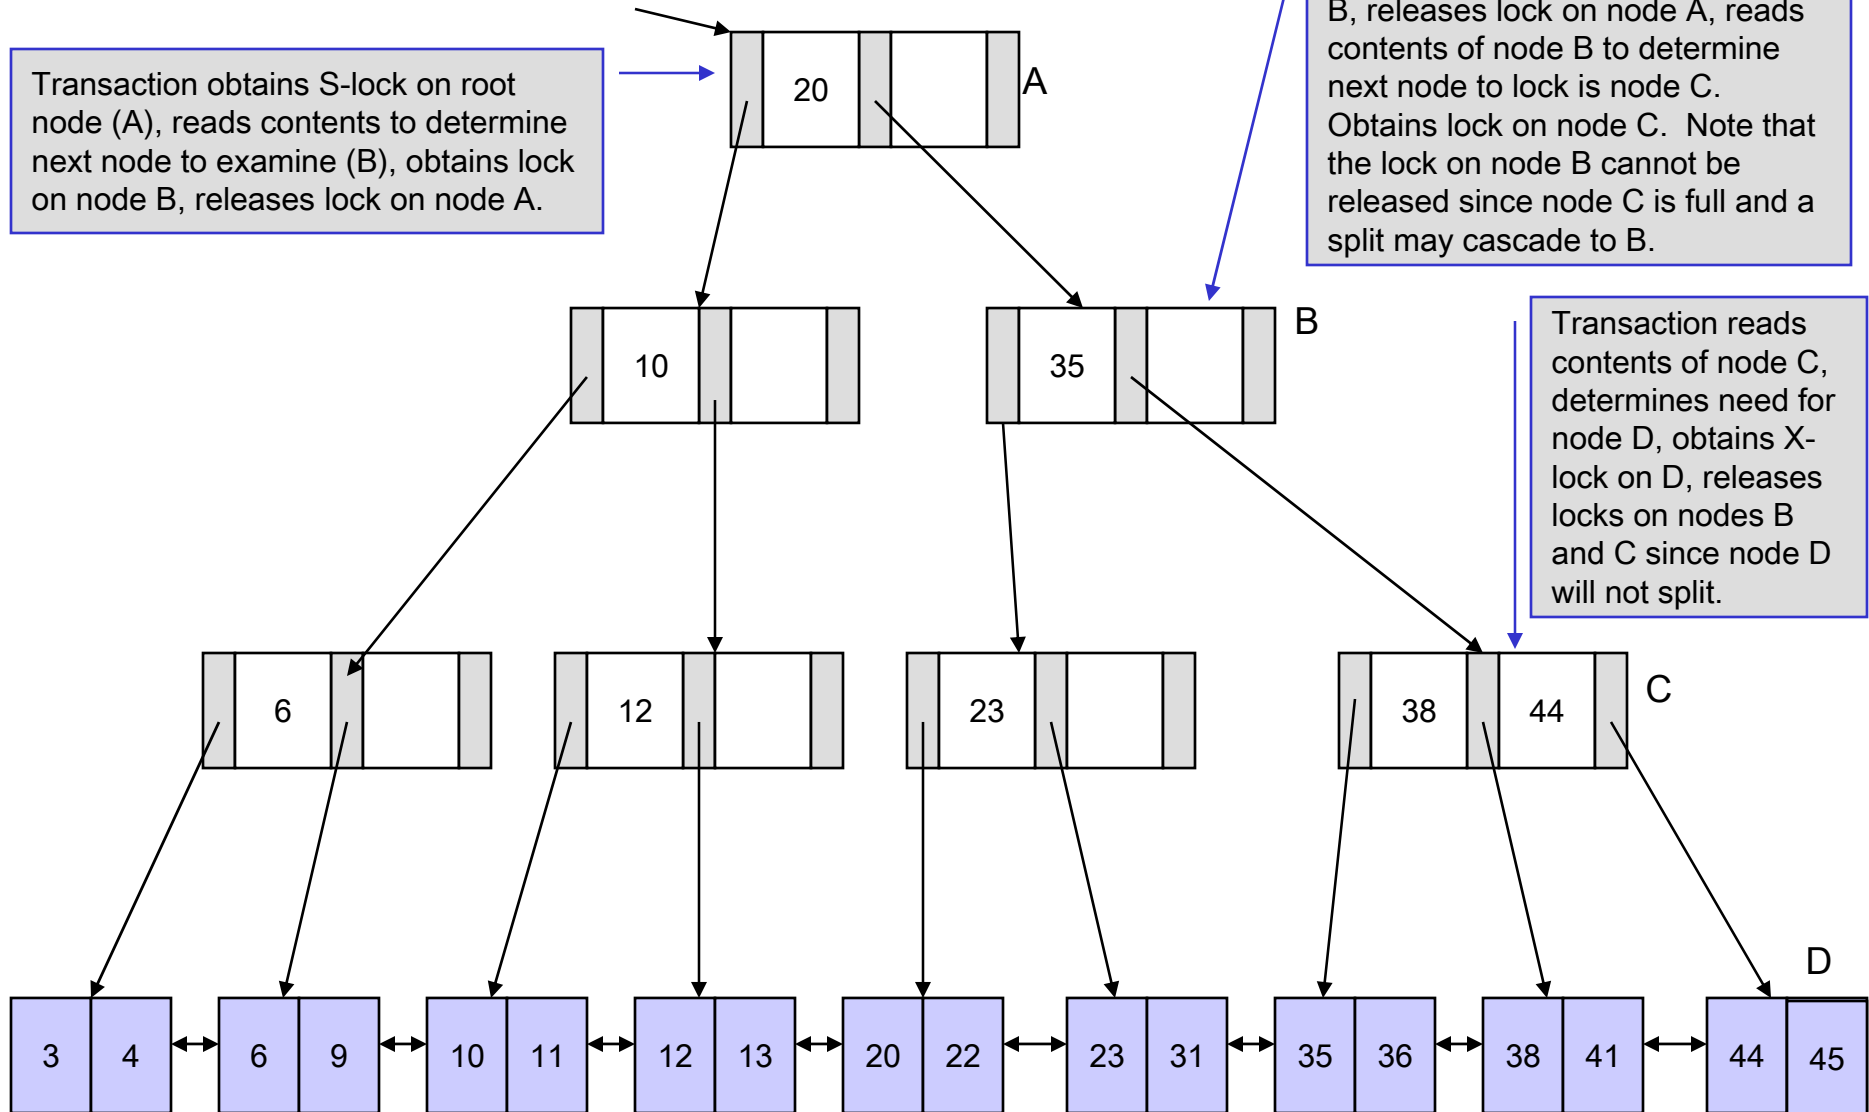 B, releases lock on node A, reads
contents of node B to determine
next node to lock is node C.
Obtains lock on node C.  Note that
the lock on node B cannot be
released since node C is full and a
split may cascade to B.
Transaction obtains S-lock on root
node (A), reads contents to determine
next node to examine (B), obtains lock
on node B, releases lock on node A.
20
A
10
35
B
Transaction reads
contents of node C,
determines need for
node D, obtains X-
lock on D, releases
locks on nodes B
and C since node D
will not split.
6
12
23
38 44
C
D
3 4
6 9
10 11
12 13
20 22
23 31
35 36
38 41
44 45